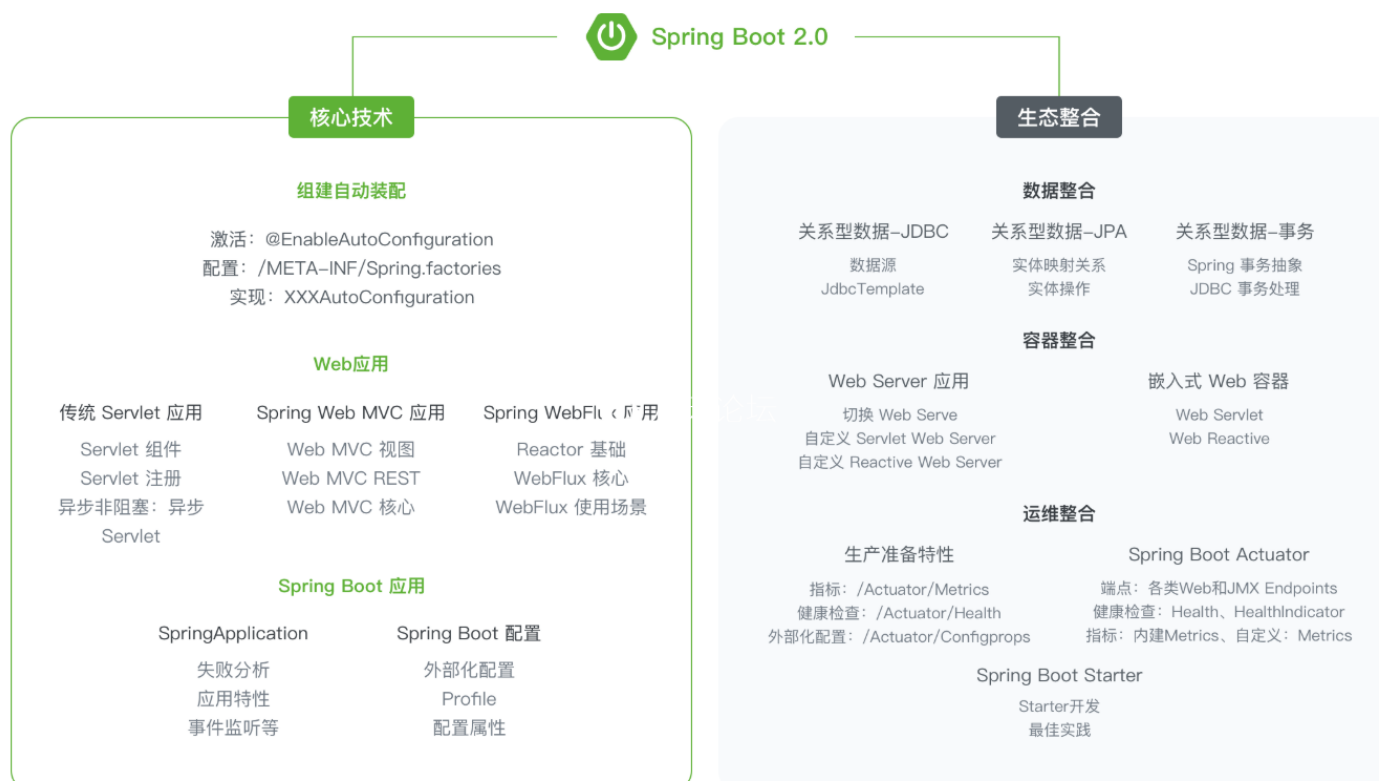 Spring Boot 2.0
核心技术
组建自动装配
激活：@EnableAutoConfiguration
配置：/META-INF/Spring.factories
实现：XXXAutoConfiguration
Web应用
传统 Servlet 应用
Servlet 组件
Servlet 注册
异步非阻塞：异步
Servlet
Spring Web MVC 应用
Web MVC 视图
Web MVC REST
Web MVC 核心
Spring WebFlux 应用
Reactor 基础
WebFlux 核心
WebFlux 使用场景
Spring Boot 应用
SpringApplication
失败分析
应用特性
事件监听等
Spring Boot 配置
外部化配置
Profile
配置属性
生态整合
数据整合
关系型数据-JDBC
数据源
JdbcTemplate
关系型数据-JPA
实体映射关系
实体操作
关系型数据-事务
Spring 事务抽象
JDBC 事务处理
容器整合
Web Server 应用
切换 Web Serve
自定义 Servlet Web Server
自定义 Reactive Web Server
嵌入式 Web 容器
Web Servlet
Web Reactive
运维整合
生产准备特性
指标：/Actuator/Metrics
健康检查：/Actuator/Health
外部化配置：/Actuator/Configprops
Spring Boot Actuator
端点：各类Web和JMX Endpoints
健康检查：Health、HealthIndicator
指标：内建Metrics、自定义：Metrics
Spring Boot Starter
Starter开发
最佳实践